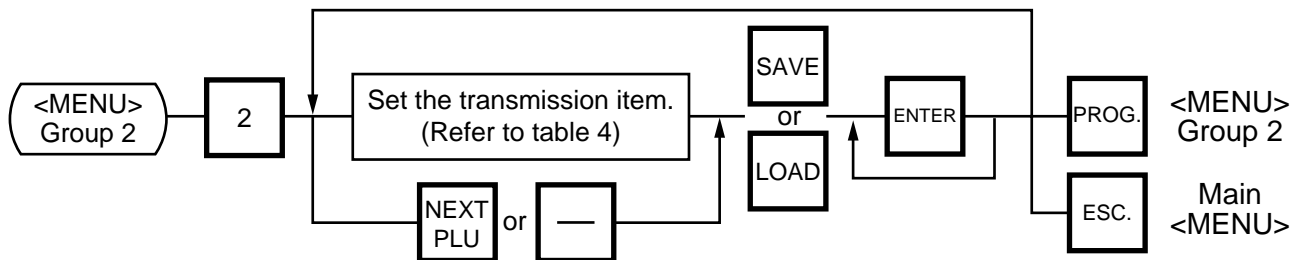 <MENU>
Group 2
2
Set the transmission item.
(Refer to table 4)
NEXT
PLU
or
—
SAVE
or
LOAD
ENTER
PROG.
<MENU>
Group 2
ESC.
Main
<MENU>